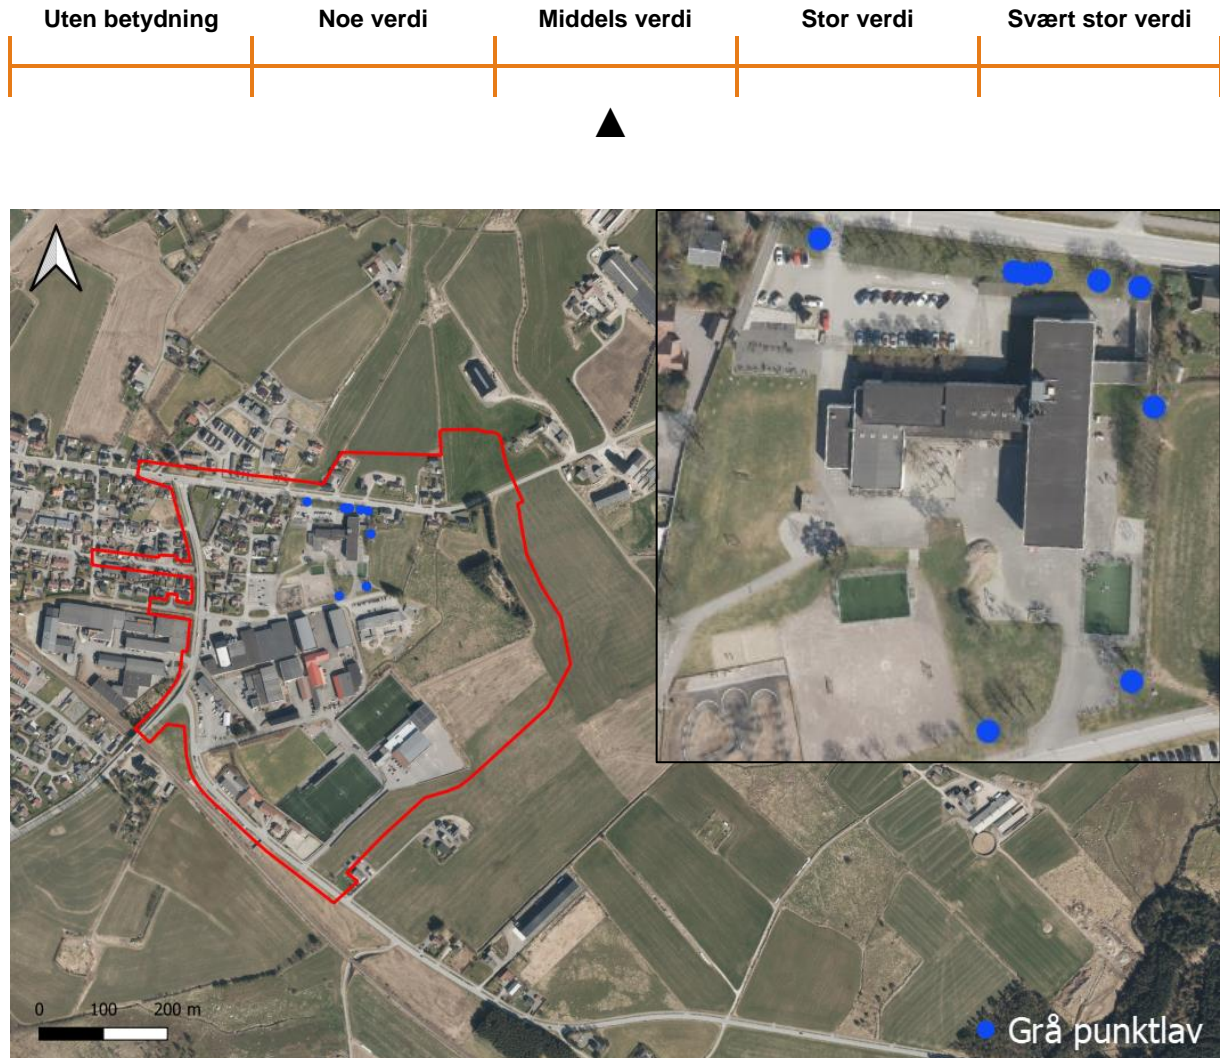 Uten betydning Noe verdi Middels verdi Stor verdi Svært stor verdi
0 100 200 m
Grå punktlav